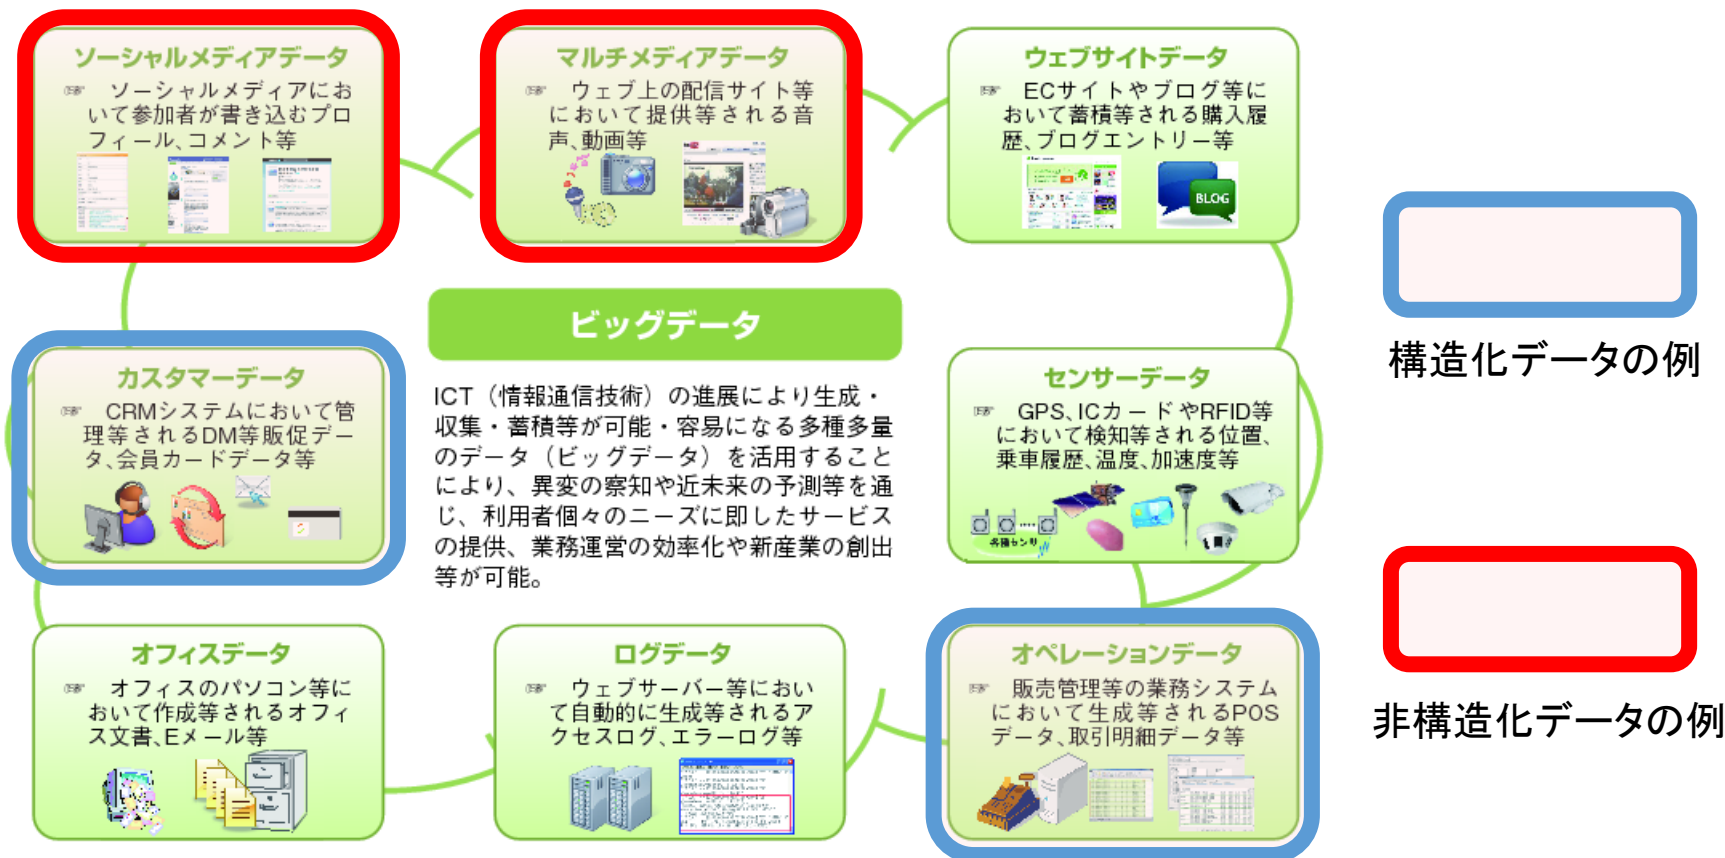 ソーシャルメディアデータ
☞ ソーシャルメディアにお
いて参加者が書き込むプロ
フィール、コメント等
マルチメディアデータ
☞ ウェブ上の配信サイト等
において提供等される音
声、動画等
ウェブサイトデータ
☞ ECサイトやブログ等に
おいて蓄積等される購入履
歴、ブログエントリー等
BLOG
ビッグデータ
ICT（情報通信技術）の進展により生成・
収集・蓄積等が可能・容易になる多種多量
のデータ（ビッグデータ）を活用すること
により、異変の察知や近未来の予測等を通
じ、利用者個々のニーズに即したサービス
の提供、業務運営の効率化や新産業の創出
等が可能。
カスタマーデータ
☞ CRMシステムにおいて管
理等されるDM等販促デー
タ、会員カードデータ等
センサーデータ
☞ GPS、ICカードやRFID等
において検知等される位置、
乗車履歴、温度、加速度等
各種センサ
オフィスデータ
☞ オフィスのパソコン等に
おいて作成等されるオフィ
ス文書、Eメール等
ログデータ
☞ ウェブサーバー等におい
て自動的に生成等されるア
クセスログ、エラーログ等
オペレーションデータ
☞ 販売管理等の業務システム
において生成等されるPOS
データ、取引明細データ等
構造化データの例
非構造化データの例